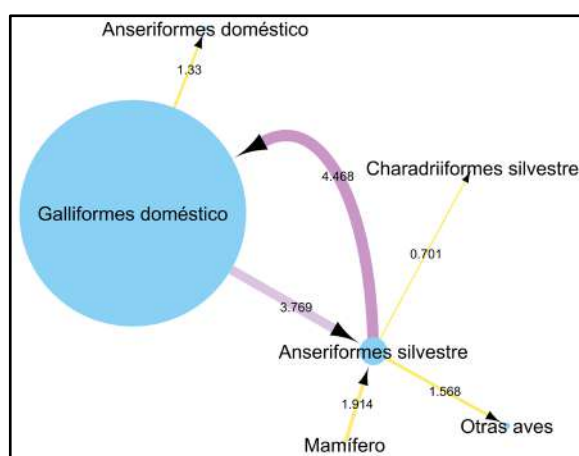 Anseriformes doméstico
1.33
4.468
Charadriiformes silvestre
Galliformes doméstico
0.701
3.769
Anseriformes silvestre
1.568
1.914
Otras aves
Mamífero